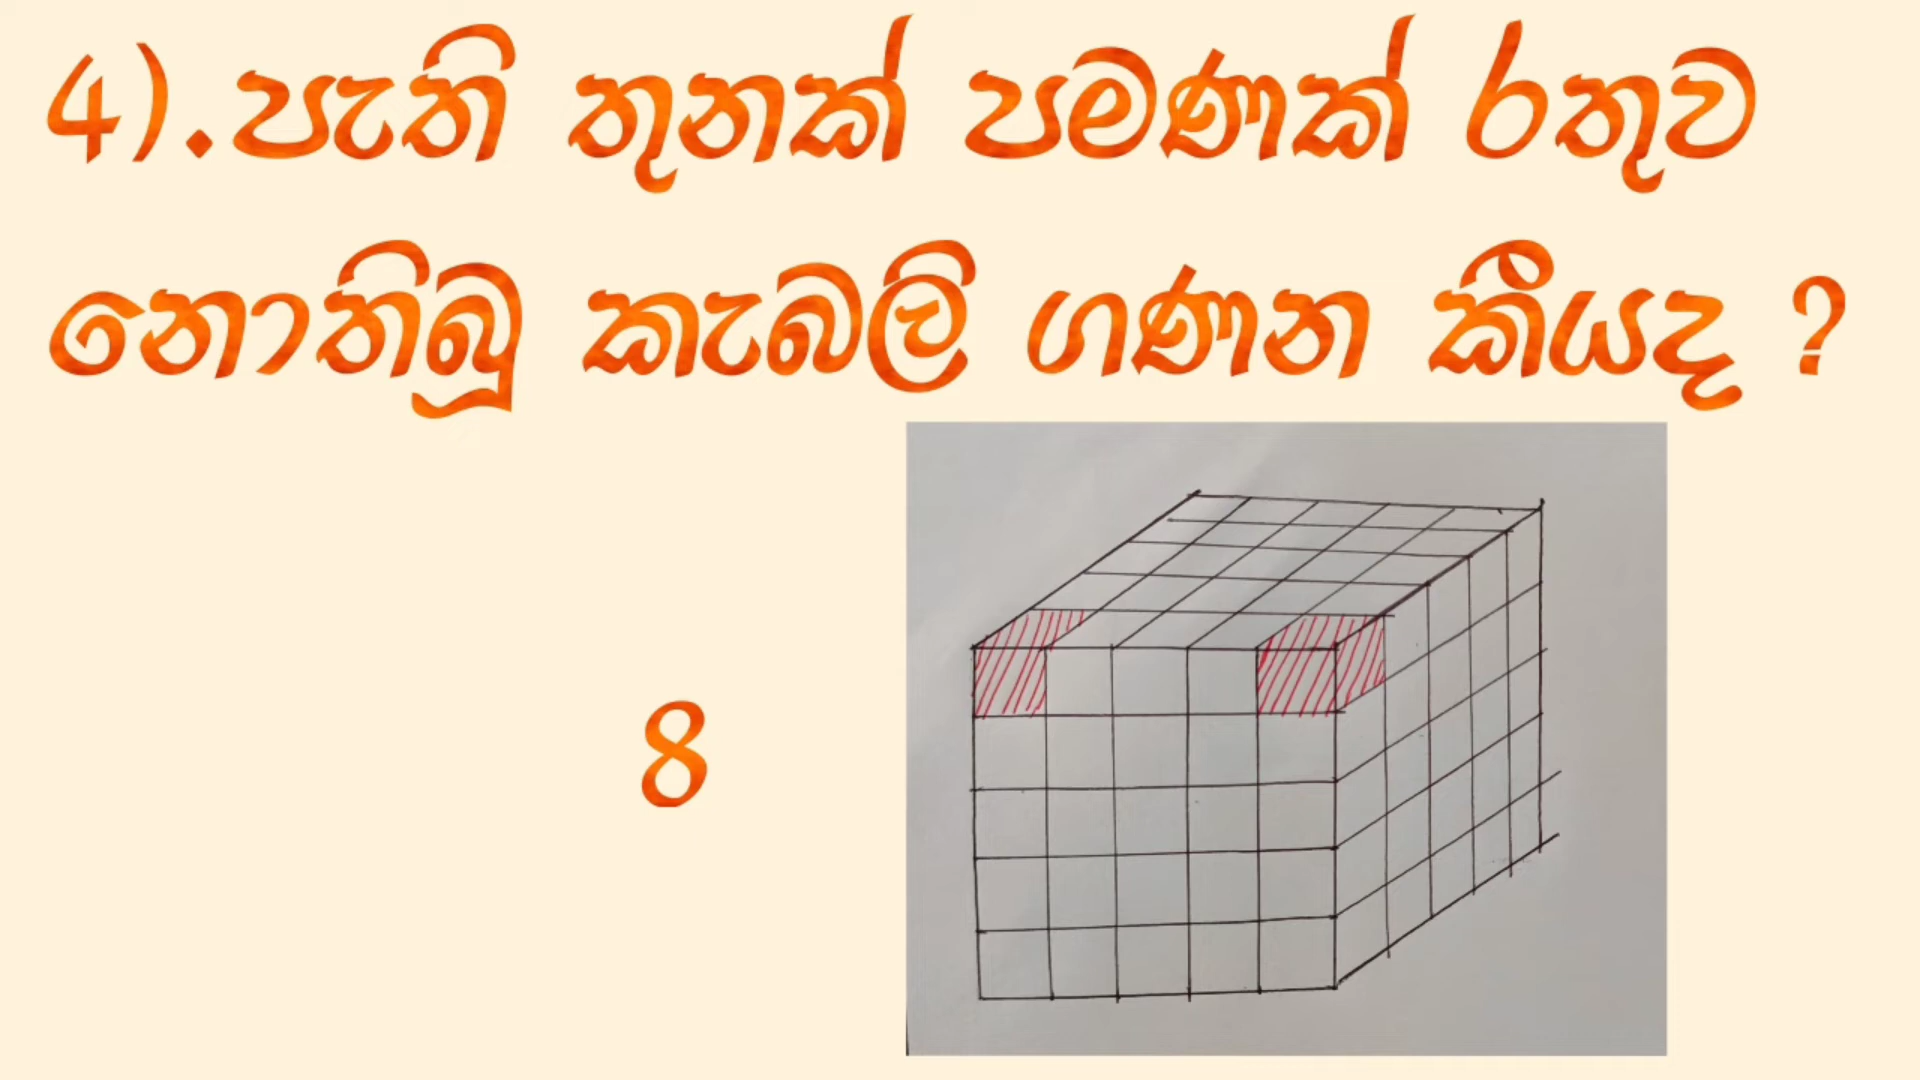 4).පැති තුනක් පමණක් රතුව
නොතිබූ කැබලි ගණන කීයද ?
8